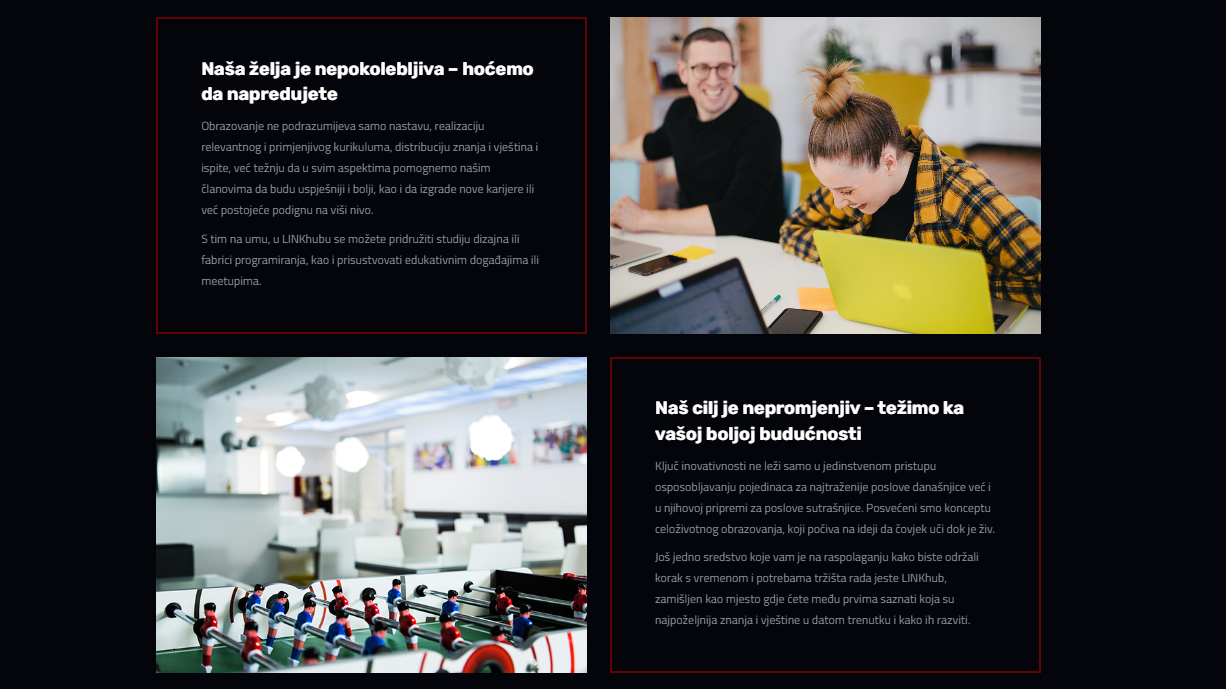 Naša želja je nepokolebljiva – hoćemo
da napredujete
Obrazovanje ne podrazumijeva samo nastavu, realizaciju
relevantnog i primjenjivog kurikuluma, distribuciju znanja i vještina i
ispite, već težnju da u svim aspektima pomognemo našim
članovima da budu uspješniji i bolji, kao i da izgrade nove karijere ili
već postojeće podignu na viši nivo.
S tim na umu, u LINKhubu se možete pridružiti studiju dizajna ili
fabrici programiranja, kao i prisustvovati edukativnim događajima ili
meetupima.
Naš cilj je nepromjenjiv – težimo ka
vašoj boljoj budućnosti
Ključ inovativnosti ne leži samo u jedinstvenom pristupu
osposobljavanju pojedinaca za najtraženije poslove današnjice već i
u njihovoj pripremi za poslove sutrašnjice. Posvećeni smo konceptu
celoživotnog obrazovanja, koji počiva na ideji da čovjek uči dok je živ.
Još jedno sredstvo koje vam je na raspolaganju kako biste održali
korak s vremenom i potrebama tržišta rada jeste LINKhub,
zamišljen kao mjesto gdje ćete među prvima saznati koja su
najpoželjnija znanja i vještine u datom trenutku i kako ih razviti.